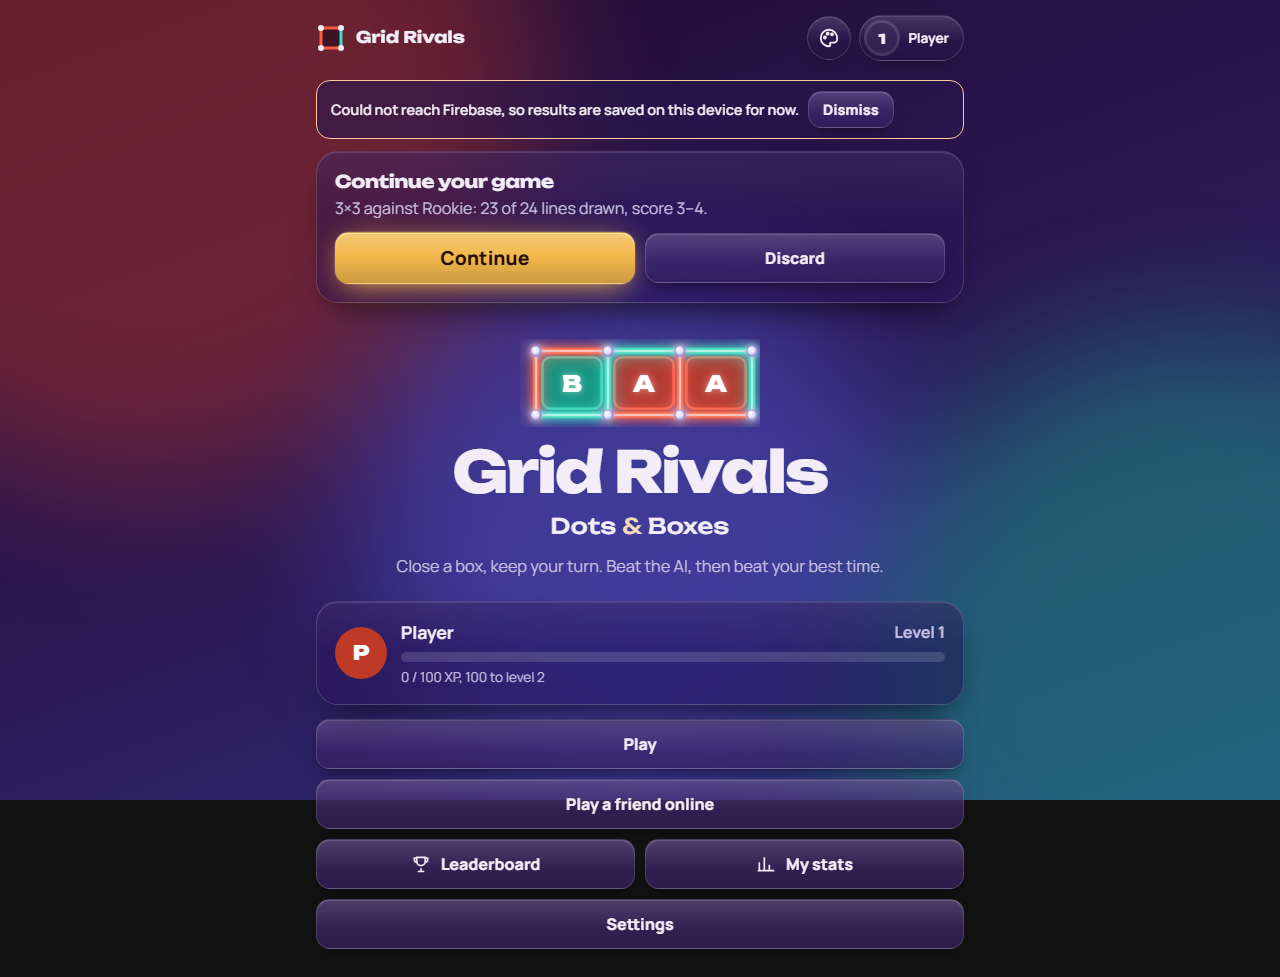 Grid Rivals
1 Player
Could not reach Firebase, so results are saved on this device for now. Dismiss
Continue your game
3×3 against Rookie: 23 of 24 lines drawn, score 3–4.
Continue Discard
B A A
Grid Rivals
Dots & Boxes
Close a box, keep your turn. Beat the AI, then beat your best time.
P
Player Level 1
0 / 100 XP, 100 to level 2
Play
Play a friend online
Leaderboard My stats
Settings